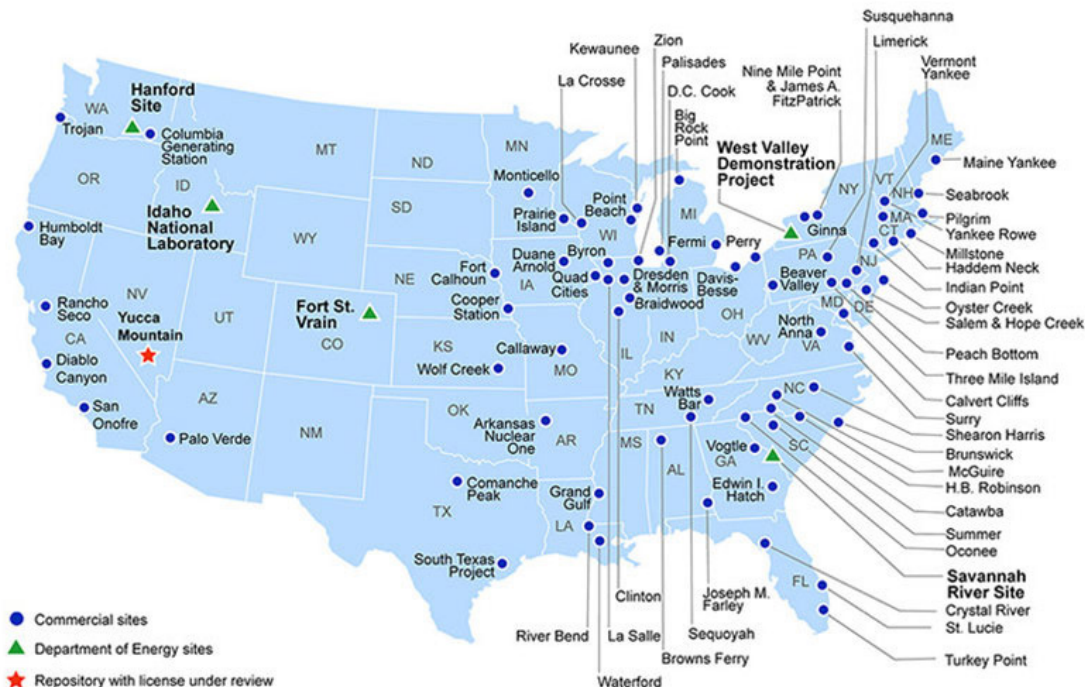 Susquehanna
Limerick
Zion
Kewaunee
Palisades
Vermont
Yankee
La Crosse
D.C. Cook
Nine Mile Point
& James A.
FitzPatrick
Big
Rock
Point
Hanford
Site
WA
Trojan
Columbia
Generating
Station
MT
ND
MN
West Valley
Demonstration
Project
ME
Maine Yankee
OR
ID
Idaho
National
Laboratory
SD
Monticello
Prairie
Island
Point
Beach
WI
MI
NY
VT
NH
MA
CT
Seabrook
Pilgrim
Yankee Rowe
Millstone
Haddem Neck
Indian Point
Oyster Creek
Salem & Hope Creek
Peach Bottom
Three Mile Island
Calvert Cliffs
Surry
Shearon Harris
Brunswick
McGuire
H.B. Robinson
Catawba
Summer
Oconee
Savannah
River Site
Crystal River
St. Lucie
Turkey Point
Humboldt
Bay
WY
Ginna
Fermi
Perry
Byron
Duane
Arnold
Quad
Cities
Fort
Calhoun
NE
IA
Dresden
& Morris
Braidwood
Davis-
Besse
Beaver
Valley
PA
NJ
MD
DE
OH
Rancho
Seco
NV
CA
Yucca
Mountain
UT
Fort St.
Vrain
CO
Cooper
Station
KS
Callaway
Wolf Creek
MO
IL
IN
WV
VA
North
Anna
KY
Diablo
Canyon
San
Onofre
AZ
Palo Verde
NM
OK
Arkansas
Nuclear
One
AR
TN
Watts
Bar
NC
SC
MS
AL
GA
Vogtle
Edwin I.
Hatch
Comanche
Peak
TX
Grand
Gulf
LA
South Texas
Project
FL
Clinton
Joseph M.
Farley
River Bend
La Salle
Sequoyah
Browns Ferry
Waterford
Commercial sites
Department of Energy sites
Repository with license under review